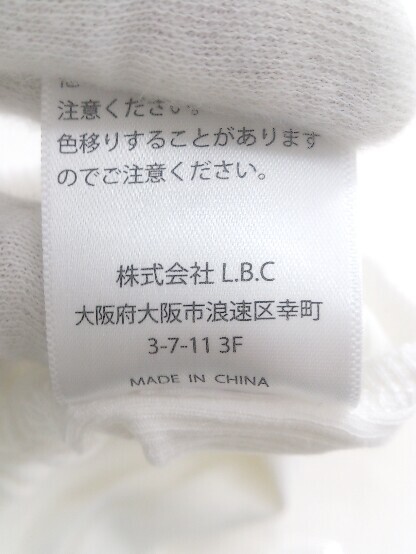 注意ください。
色移りすることがあります
のでご注意ください。
株式会社 L.B.C
大阪府大阪市浪速区幸町
3-7-11 3F
MADE IN CHINA